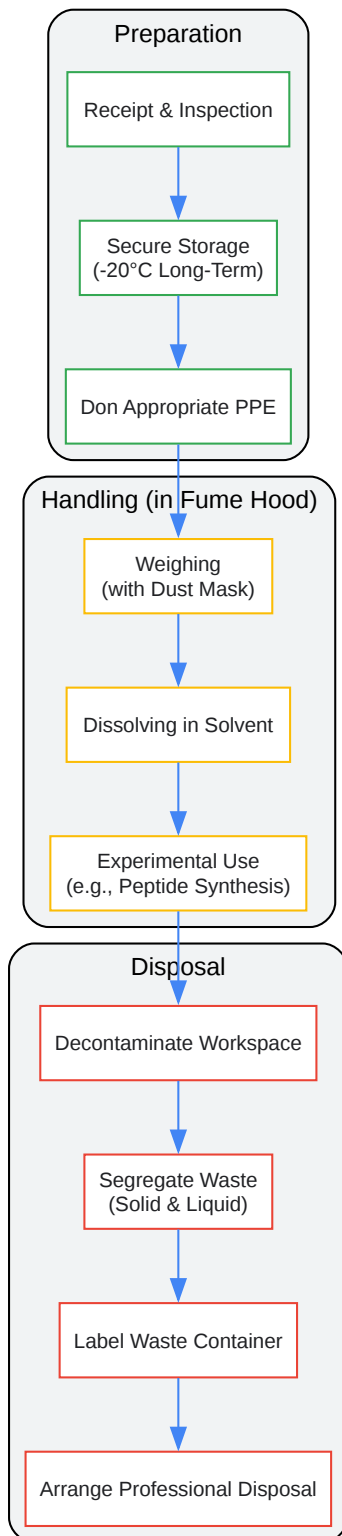 Preparation
Receipt & Inspection
Secure Storage
(-20°C Long-Term)
Don Appropriate PPE
Handling (in Fume Hood)
Weighing
(with Dust Mask)
Dissolving in Solvent
Experimental Use
(e.g., Peptide Synthesis)
Disposal
Decontaminate Workspace
Segregate Waste
(Solid & Liquid)
Label Waste Container
Arrange Professional Disposal